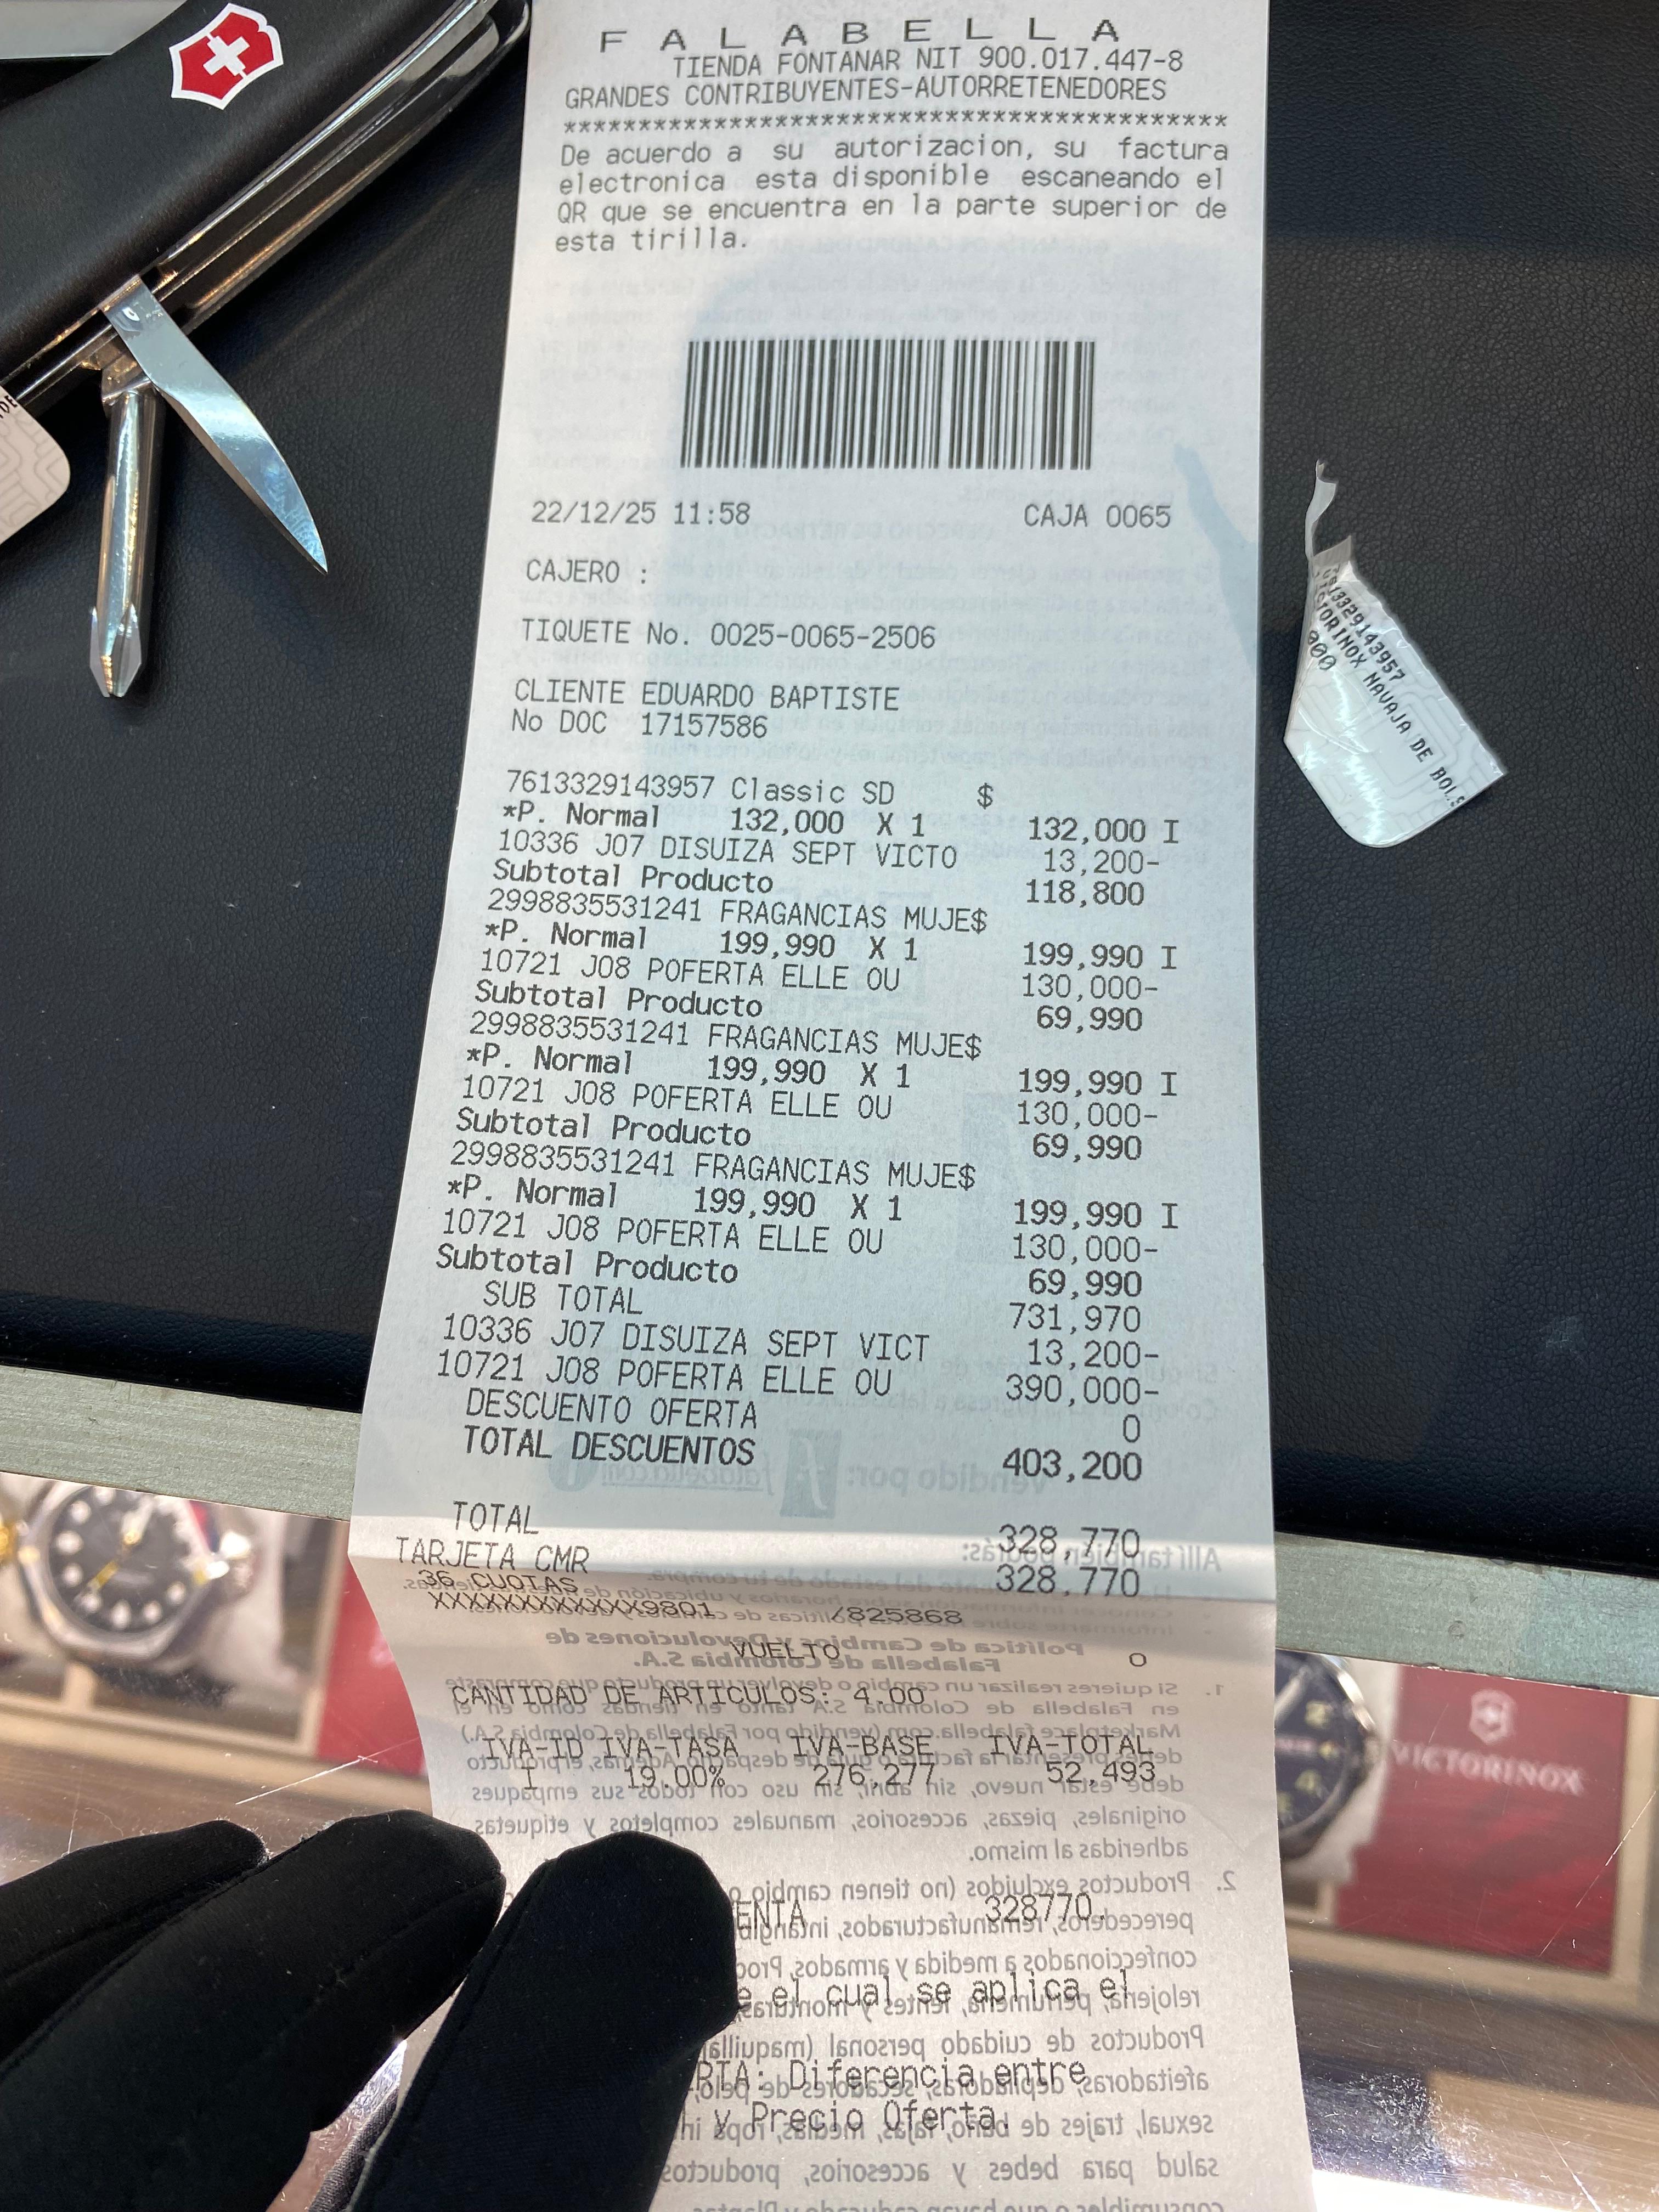 F A L A B E L L A
TIENDA FONTANAR NIT 900.017.447-8
GRANDES CONTRIBUYENTES-AUTORRETENEDORES
********************************************
De acuerdo a su autorizacion, su factura
electronica esta disponible escaneando el
QR que se encuentra en la parte superior de
esta tirilla.
22/12/25 11:58 CAJA 0065
CAJERO :
TIQUETE No. 0025-0065-2506
CLIENTE EDUARDO BAPTISTE
No DOC 17157586
7613329143957 Classic SD $
*P. Normal 132,000 X 1 132,000 I
10336 J07 DISUIZA SEPT VICTO 13,200-
Subtotal Producto 118,800
2998835531241 FRAGANCIAS MUJE$
*P. Normal 199,990 X 1 199,990 I
10721 J08 POFERTA ELLE OU 130,000-
Subtotal Producto 69,990
2998835531241 FRAGANCIAS MUJE$
*P. Normal 199,990 X 1 199,990 I
10721 J08 POFERTA ELLE OU 130,000-
Subtotal Producto 69,990
2998835531241 FRAGANCIAS MUJE$
*P. Normal 199,990 X 1 199,990 I
10721 J08 POFERTA ELLE OU 130,000-
Subtotal Producto 69,990
SUB TOTAL 731,970
10336 J07 DISUIZA SEPT VICT 13,200-
10721 J08 POFERTA ELLE OU 390,000-
DESCUENTO OFERTA 0
TOTAL DESCUENTOS 403,200
TOTAL 328,770
TARJETA CMR 328,770
36 CUOTAS
XXXXXXXXXXXX9801 /825868
VUELTO 0
CANTIDAD DE ARTICULOS: 4.00
IVA-ID IVA-TASA IVA-BASE IVA-TOTAL
I 19.00% 276,277 52,493
ENTA 328770.
e el cual se aplica el
RTA: Diferencia entre
y Precio Oferta.
7613329143957
VICTORINOX NAVAJA DE BOLS
000
VICTORINOX